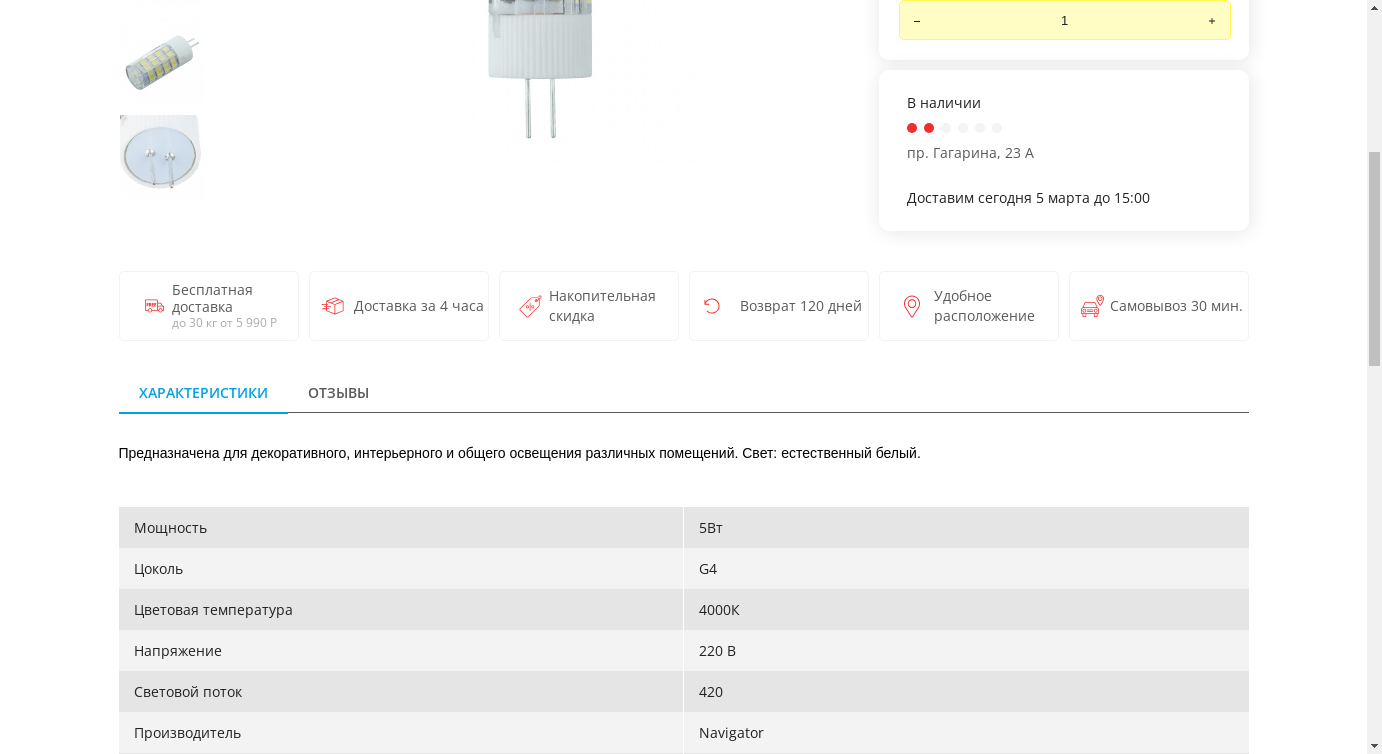 –
1
+
В наличии
пр. Гагарина, 23 А
Доставим сегодня 5 марта до 15:00
Бесплатная
доставка
до 30 кг от 5 990 Р
Доставка за 4 часа
Накопительная
скидка
Возврат 120 дней
Удобное
расположение
Самовывоз 30 мин.
ХАРАКТЕРИСТИКИ
ОТЗЫВЫ
Предназначена для декоративного, интерьерного и общего освещения различных помещений. Свет: естественный белый.
Мощность
5Вт
Цоколь
G4
Цветовая температура
4000К
Напряжение
220 В
Световой поток
420
Производитель
Navigator